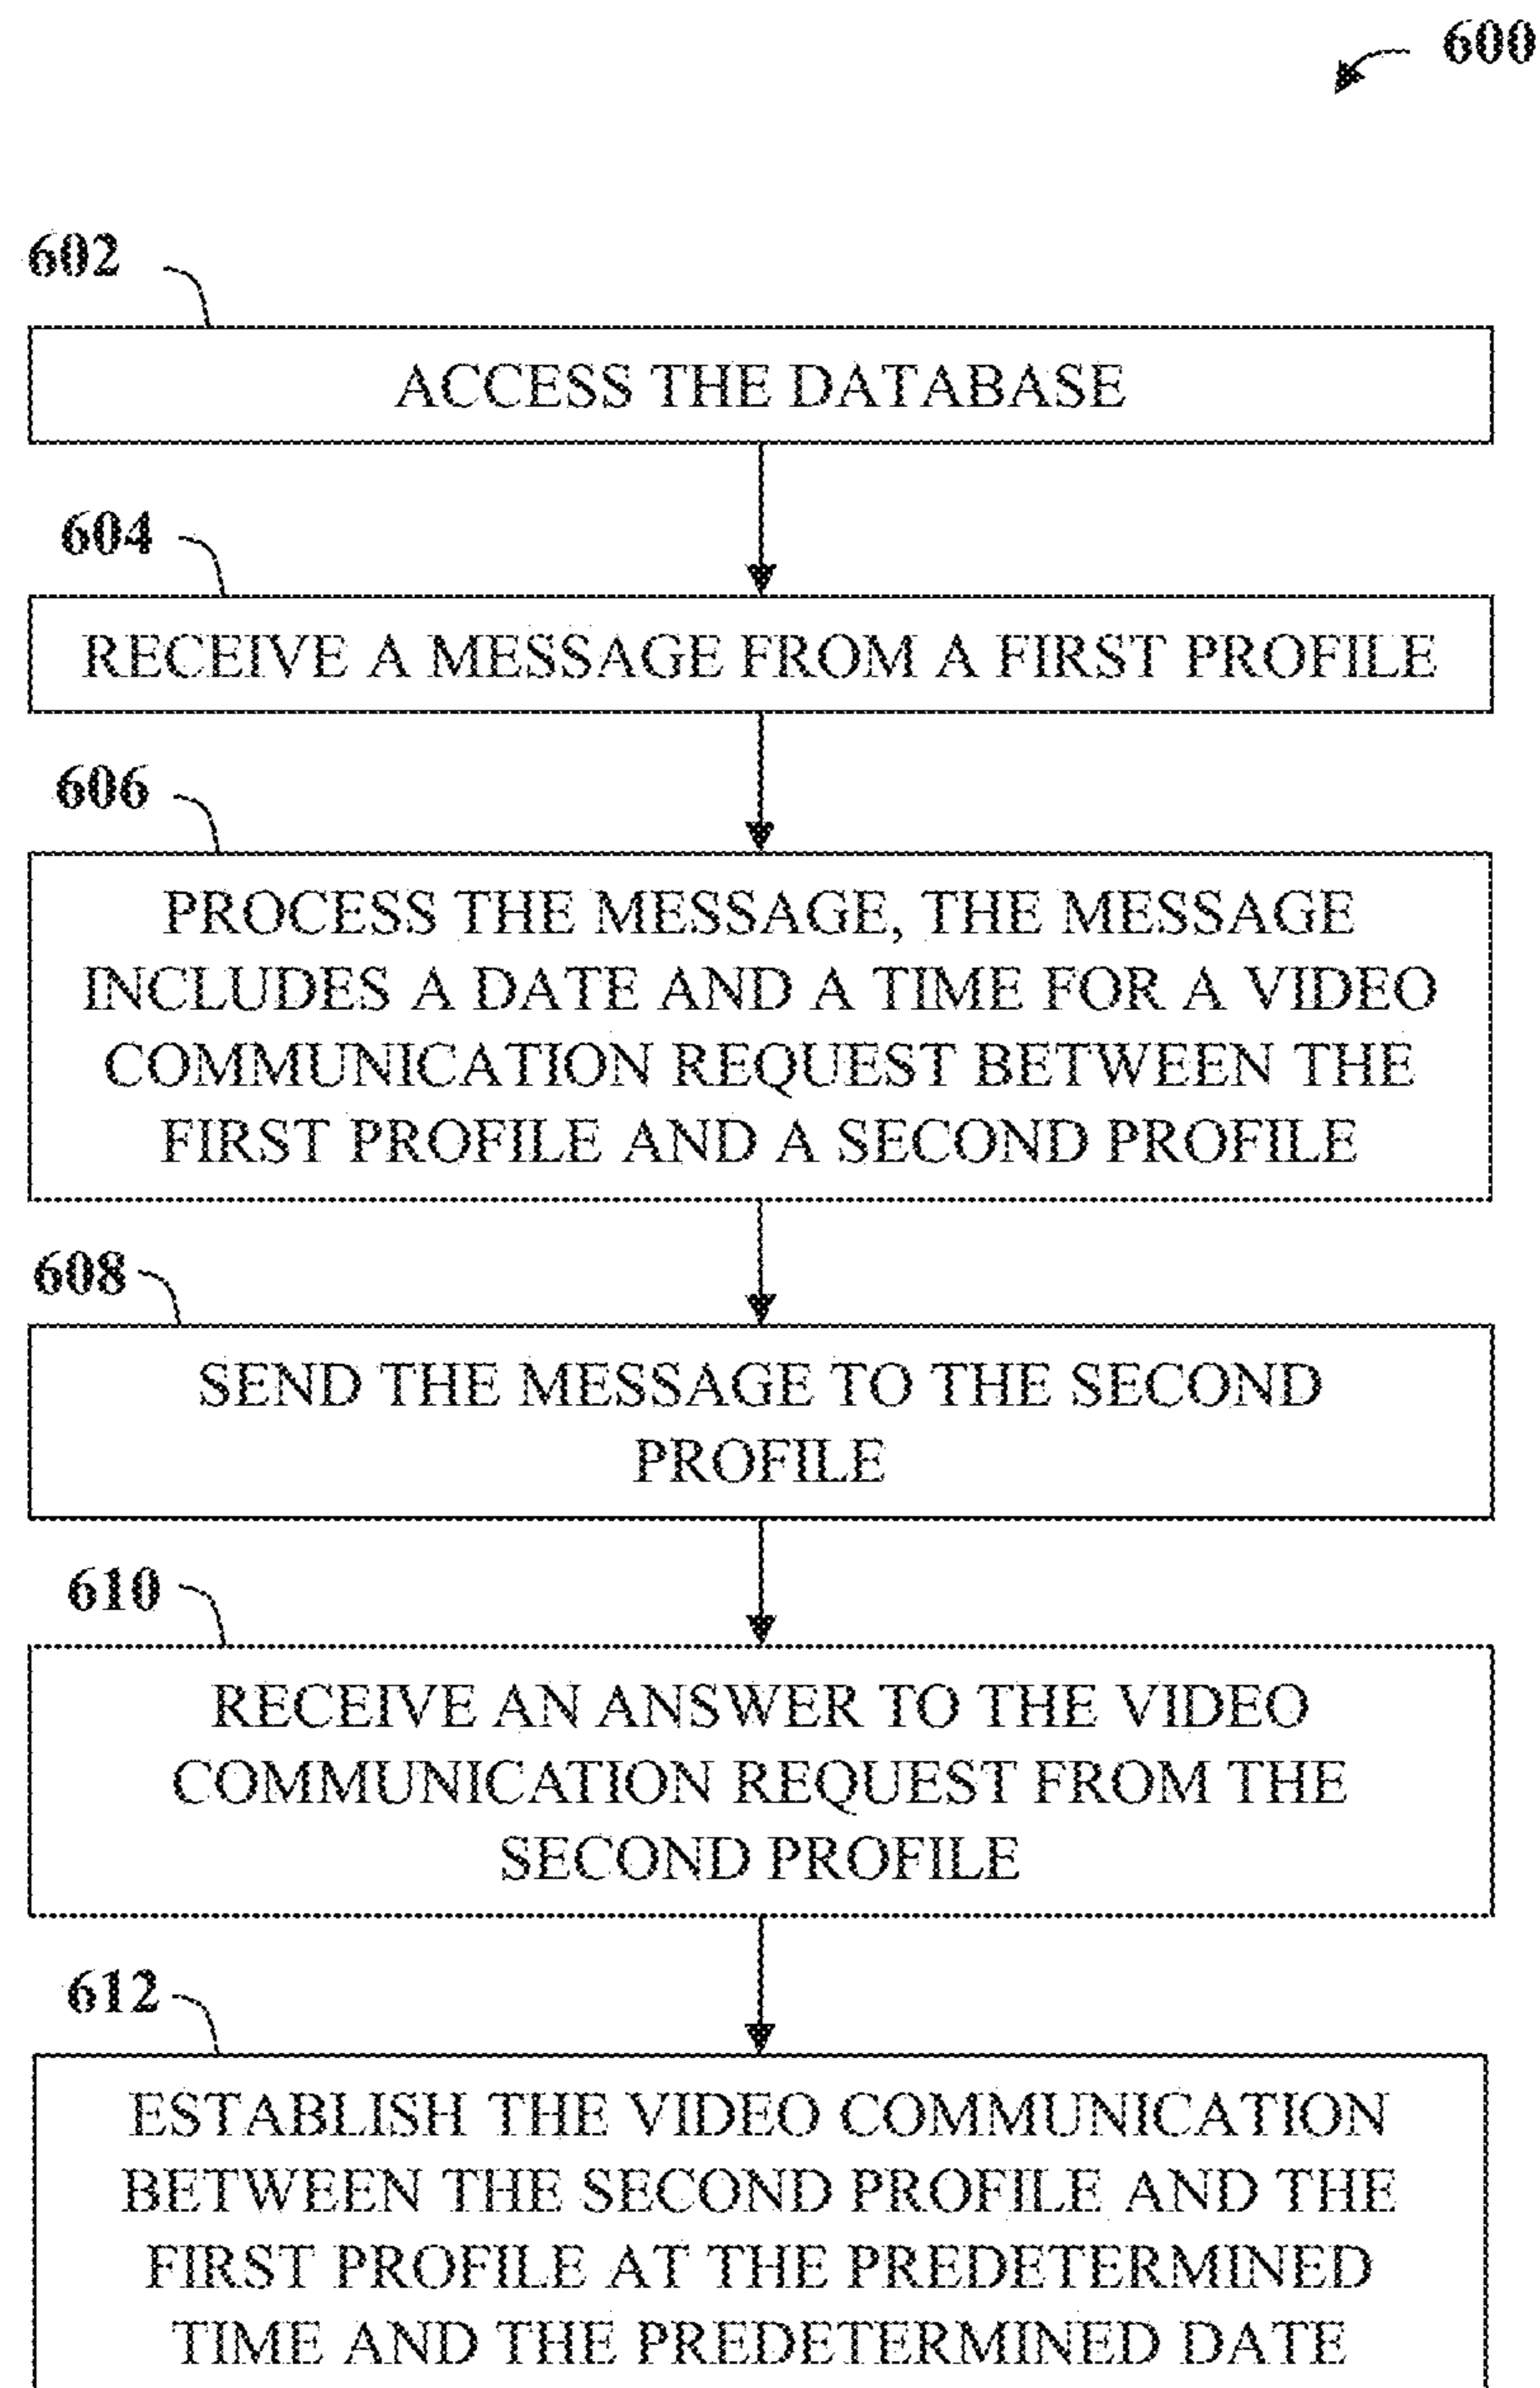 600
602
ACCESS THE DATABASE
604
RECEIVE A MESSAGE FROM A FIRST PROFILE
606
PROCESS THE MESSAGE, THE MESSAGE
INCLUDES A DATE AND A TIME FOR A VIDEO
COMMUNICATION REQUEST BETWEEN THE
FIRST PROFILE AND A SECOND PROFILE
608
SEND THE MESSAGE TO THE SECOND
PROFILE
610
RECEIVE AN ANSWER TO THE VIDEO
COMMUNICATION REQUEST FROM THE
SECOND PROFILE
612
ESTABLISH THE VIDEO COMMUNICATION
BETWEEN THE SECOND PROFILE AND THE
FIRST PROFILE AT THE PREDETERMINED
TIME AND THE PREDETERMINED DATE